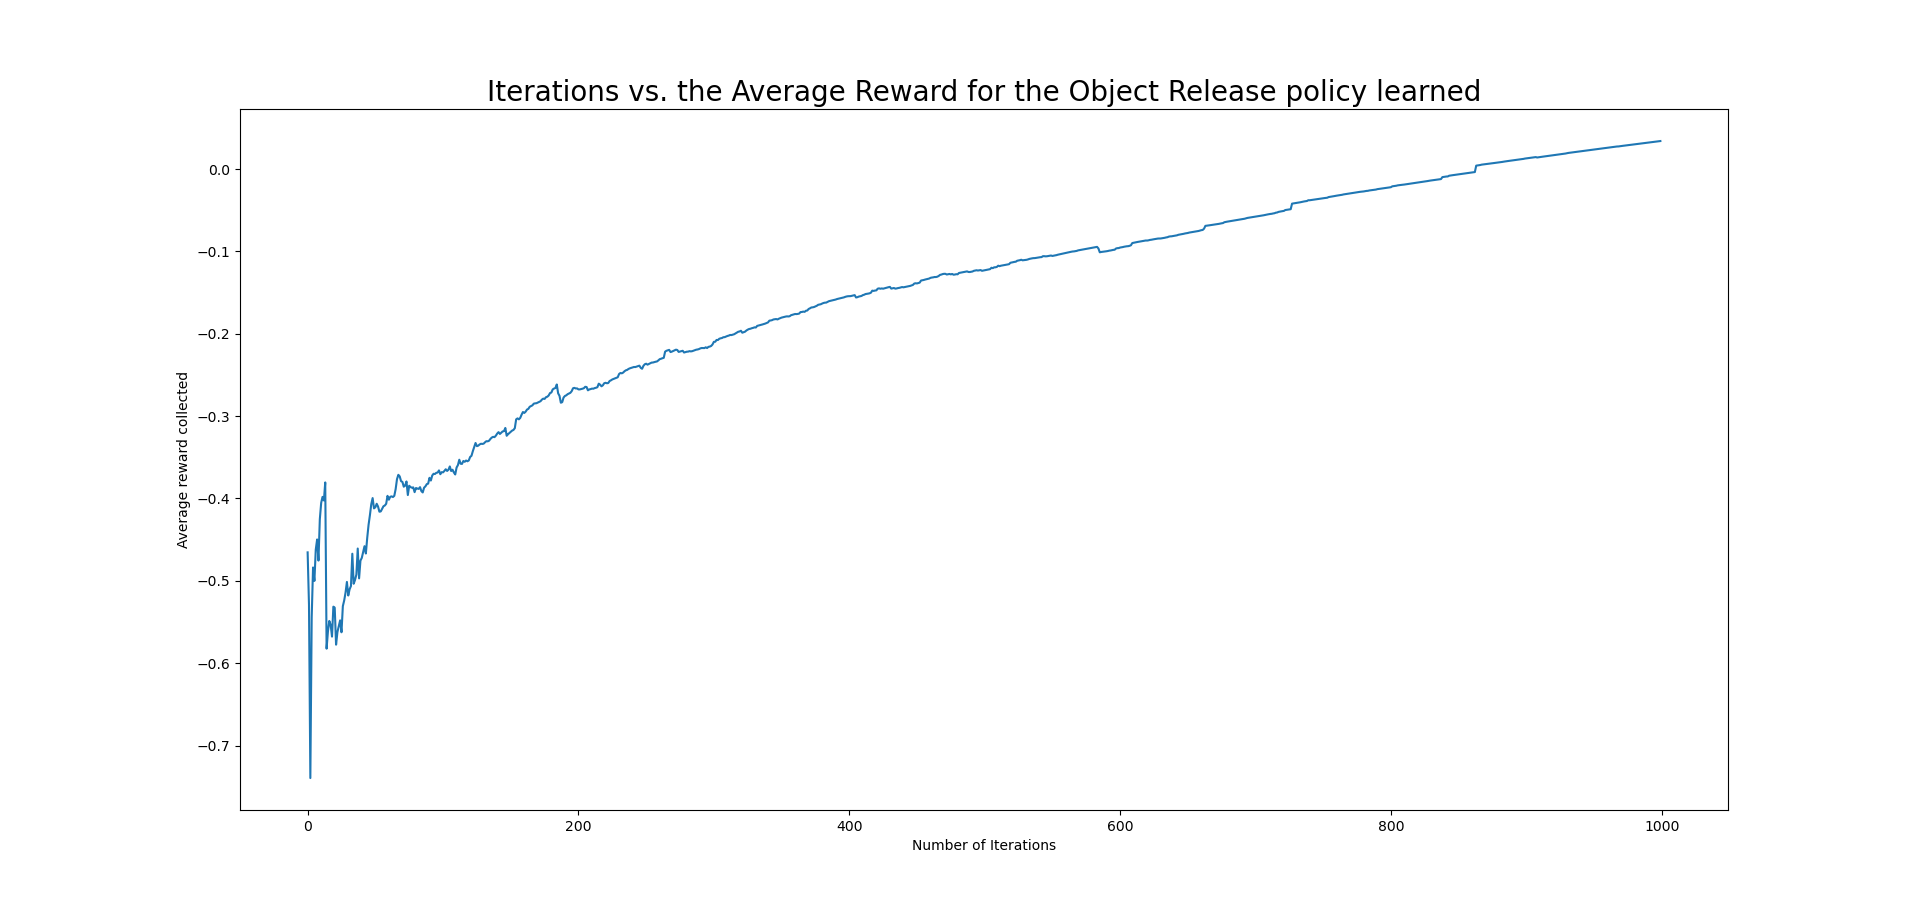 Iterations vs. the Average Reward for the Object Release policy learned
Average reward collected
0.0
−0.1
−0.2
−0.3
−0.4
−0.5
−0.6
−0.7
0 200 400 600 800 1000
Number of Iterations